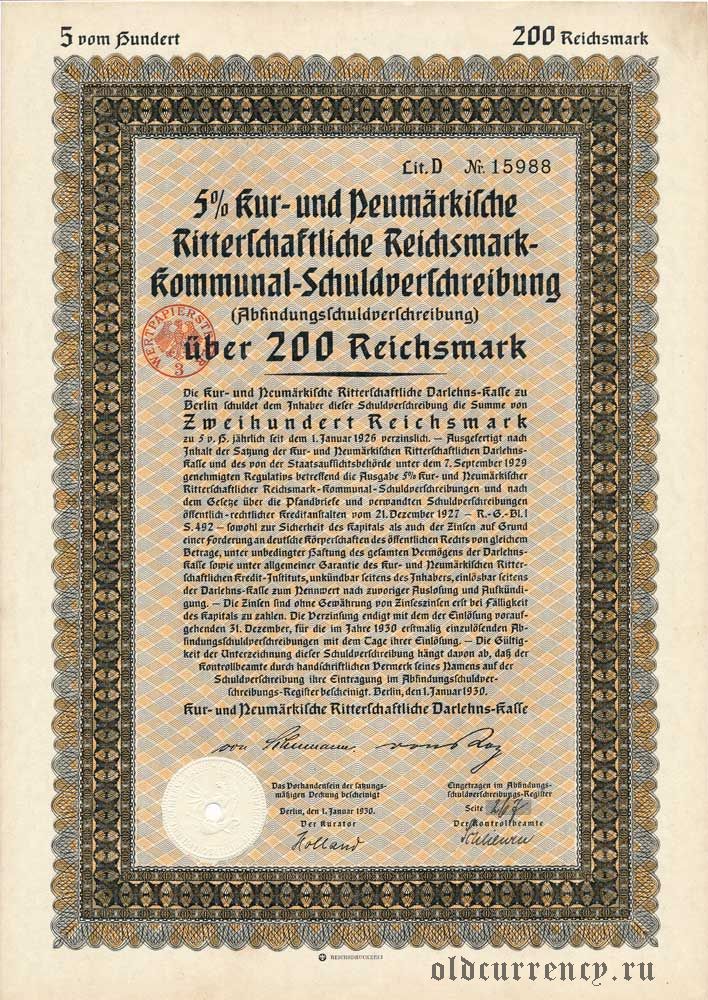 5 vom Hundert
200 Reichsmark
Lit. D Nr. 15988
5% Kur- und Neumärkische
Ritterschaftliche Reichsmark-
Kommunal-Schuldverschreibung
(Abfindungsschuldverschreibung)
WERTPAPIERSTEUER
3
über 200 Reichsmark
Die Kur- und Neumärkische Ritterschaftliche Darlehns-Kasse zu
Berlin schuldet dem Inhaber dieser Schuldverschreibung die Summe von
Zweihundert Reichsmark
zu 5 v. H. jährlich seit dem 1. Januar 1926 verzinslich. — Ausgefertigt nach
Inhalt der Satzung der Kur- und Neumärkischen Ritterschaftlichen Darlehns-
Kasse und des von der Staatsaufsichtsbehörde unter dem 7. September 1929
genehmigten Regulativs betreffend die Ausgabe 5% Kur- und Neumärkischer
Ritterschaftlicher Reichsmark-Kommunal-Schuldverschreibungen und nach
dem Gesetze über die Pfandbriefe und verwandten Schuldverschreibungen
öffentlich-rechtlicher Kreditanstalten vom 21. Dezember 1927 – R.-G.-Bl. I
S. 492 – sowohl zur Sicherheit des Kapitals als auch der Zinsen auf Grund
einer Forderung an deutsche Körperschaften des öffentlichen Rechts von gleichem
Betrage, unter unbedingter Haftung des gesamten Vermögens der Darlehns-
Kasse sowie unter allgemeiner Garantie des Kur- und Neumärkischen Ritter-
schaftlichen Kredit-Instituts, unkündbar seitens des Inhabers, einlösbar seitens
der Darlehns-Kasse zum Nennwert nach zuvoriger Auslosung und Aufkündi-
gung. – Die Zinsen sind ohne Gewährung von Zinseszinsen erst bei Fälligkeit
des Kapitals zu zahlen. Die Verzinsung endigt mit dem der Einlösung vorauf-
gehenden 31. Dezember, für die im Jahre 1930 erstmalig einzulösenden Ab-
findungsschuldverschreibungen mit dem Tage ihrer Einlösung. — Die Gültig-
keit der Unterzeichnung dieser Schuldverschreibung hängt davon ab, daß der
Kontrollbeamte durch handschriftlichen Vermerk seines Namens auf der
Schuldverschreibung ihre Eintragung im Abfindungsschuldver-
schreibungs-Register bescheinigt. Berlin, den 1. Januar 1930.
Kur- und Neumärkische Ritterschaftliche Darlehns-Kasse
Das Vorhandensein der satzungs-
mäßigen Deckung bescheinigt
Berlin, den 1. Januar 1930.
Der Kurator
Holland
Eingetragen im Abfindungs-
schuldverschreibungs-Register
Seite
Der Kontrollbeamte
REICHSDRUCKEREI
oldcurrency.ru